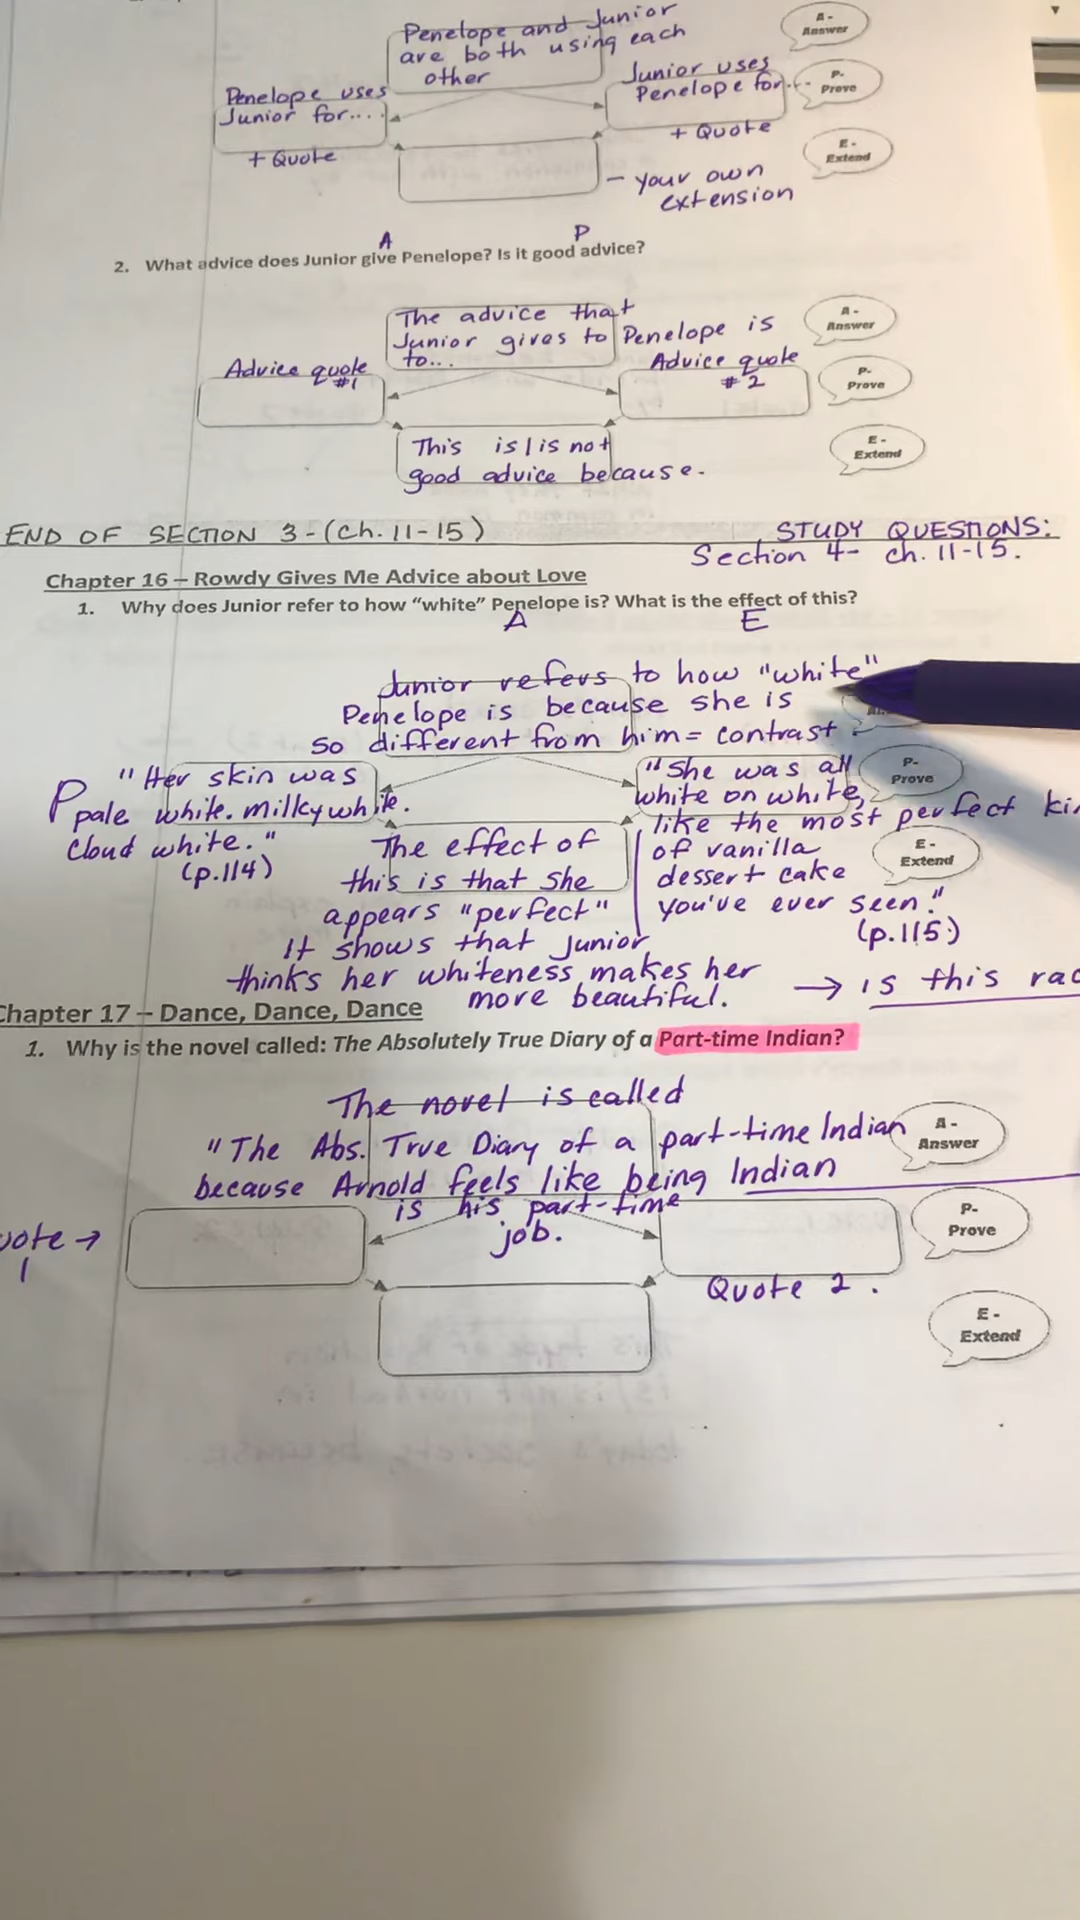 Penelope and Junior
are both using each
other
A-
Answer
Penelope uses
Junior for....
+ Quote
Junior uses
Penelope for...
+ Quote
P-
Prove
- your own
extension
E-
Extend
A P
2. What advice does Junior give Penelope? Is it good advice?
The advice that
Junior gives to Penelope is
to...
A-
Answer
Advice quote
#1
Advice quote
#2
P-
Prove
This is/is not
good advice because.
E-
Extend
END OF SECTION 3-(Ch. 11-15)
STUDY QUESTIONS:
Section 4- ch. 11-15.
Chapter 16 – Rowdy Gives Me Advice about Love
1. Why does Junior refer to how "white" Penelope is? What is the effect of this?
A E
Junior refers to how "white"
Penelope is because she is
so different from him = contrast.
P "Her skin was
pale white. Milky white.
Cloud white."
(p.114)
"She was all
white on white,
like the most perfect
of vanilla
dessert cake
you've ever seen."
(p.115)
P-
Prove
The effect of
this is that she
appears "perfect"
It shows that Junior
thinks her whiteness makes her
more beautiful.
E-
Extend
→ is this
Chapter 17 – Dance, Dance, Dance
1. Why is the novel called: The Absolutely True Diary of a Part-time Indian?
The novel is called
"The Abs. True Diary of a part-time Indian
because Arnold feels like being Indian
is his part-time
job.
A-
Answer
→
1
Quote 2.
P-
Prove
E-
Extend